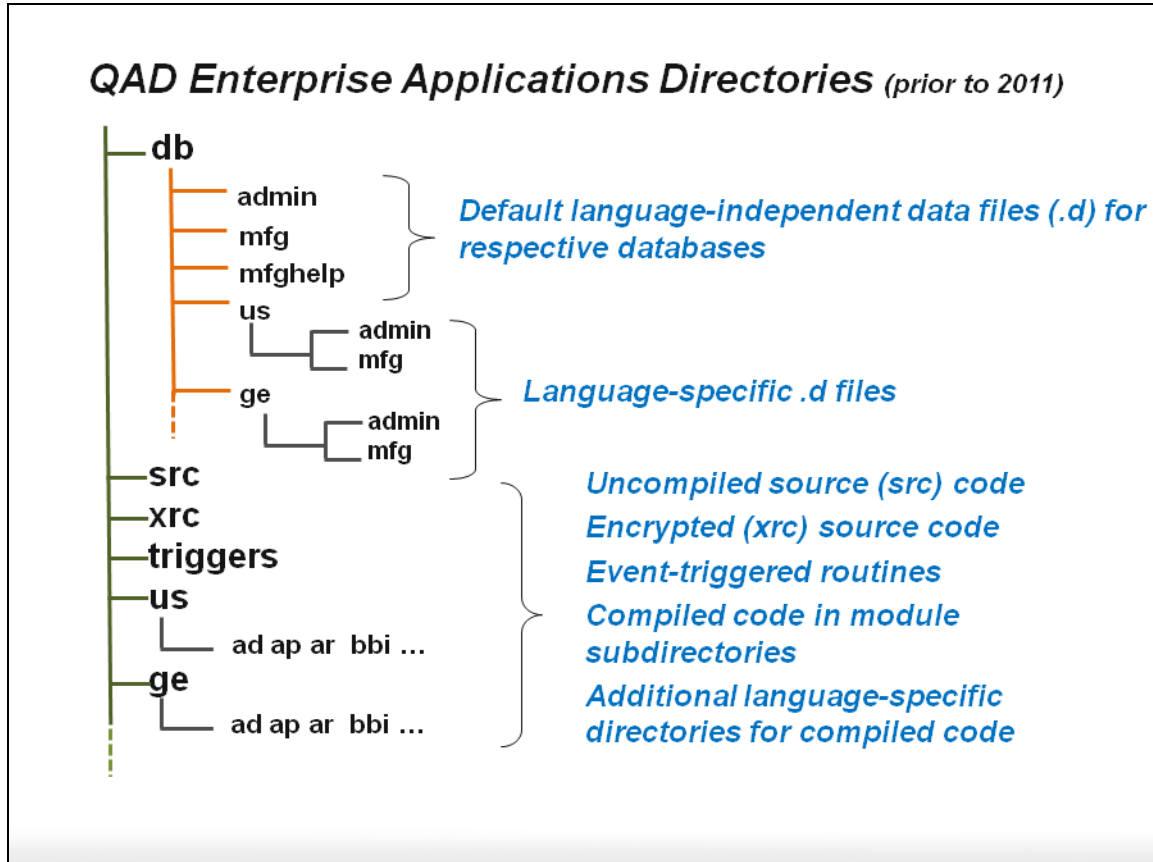 QAD Enterprise Applications Directories (prior to 2011)
db
admin
mfg
mfghelp
Default language-independent data files (.d) for
respective databases
us
admin
mfg
ge
admin
mfg
Language-specific .d files
src
xrc
triggers
us
ad ap ar bbi ...
ge
ad ap ar bbi ...
Uncompiled source (src) code
Encrypted (xrc) source code
Event-triggered routines
Compiled code in module
subdirectories
Additional language-specific
directories for compiled code